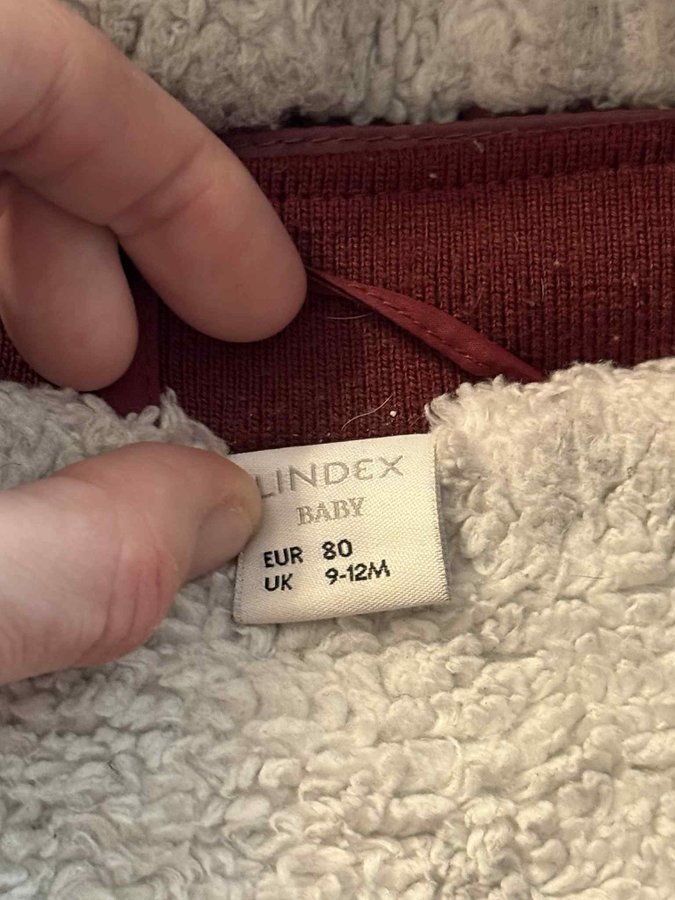 LINDEX
BABY
EUR 80
UK 9-12M